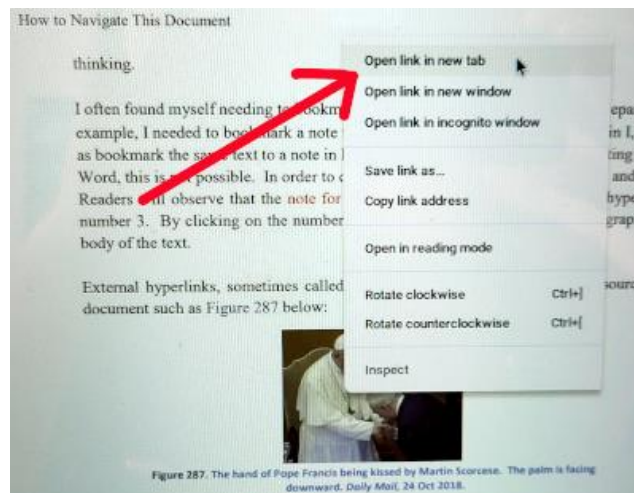 How to Navigate This Document
thinking.
I often found myself needing to bookm
example, I needed to bookmark a note
in I,
as bookmark the same text to a note in
ting
Word, this is not possible. In order to
and
Readers will observe that the note for
hype
number 3. By clicking on the number
grap
body of the text.
External hyperlinks, sometimes called
sour
document such as Figure 287 below:
Open link in new tab
Open link in new window
Open link in incognito window
Save link as...
Copy link address
Open in reading mode
Rotate clockwise Ctrl+]
Rotate counterclockwise Ctrl+[
Inspect
Figure 287. The hand of Pope Francis being kissed by Martin Scorcese. The palm is facing
downward. Daily Mail, 24 Oct 2018.